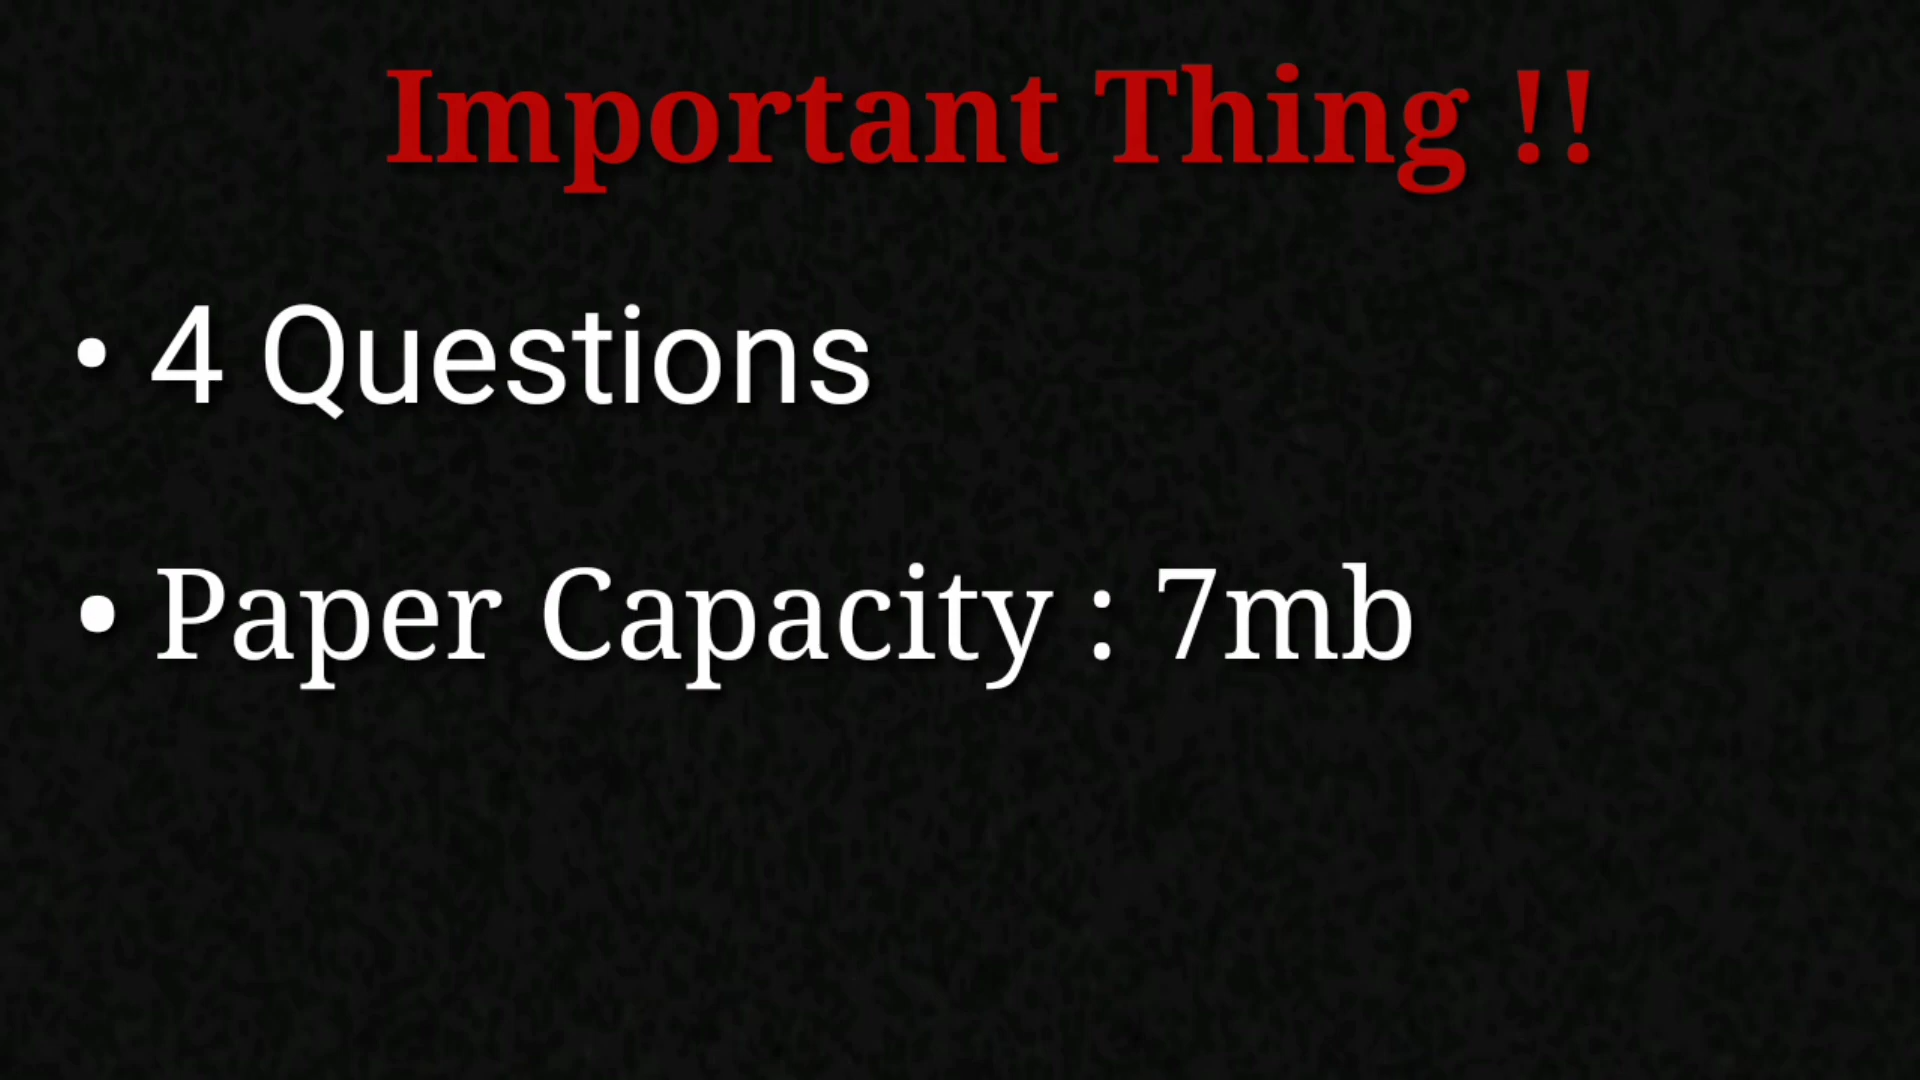 Important Thing !!
• 4 Questions
• Paper Capacity : 7mb